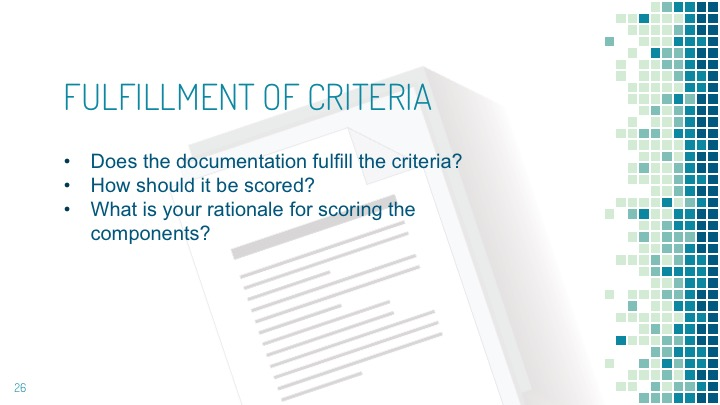 FULFILLMENT OF CRITERIA
• Does the documentation fulfill the criteria?
• How should it be scored?
• What is your rationale for scoring the
components?
26